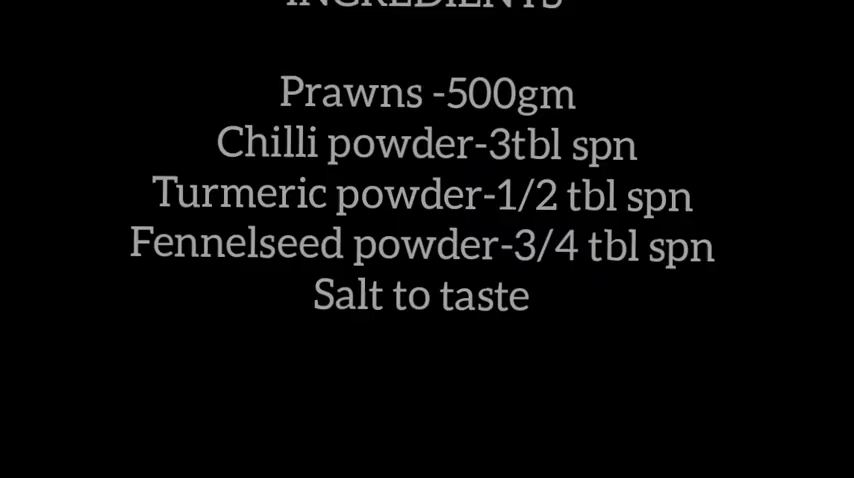 INGREDIENTS
Prawns -500gm
Chilli powder-3tbl spn
Turmeric powder-1/2 tbl spn
Fennelseed powder-3/4 tbl spn
Salt to taste